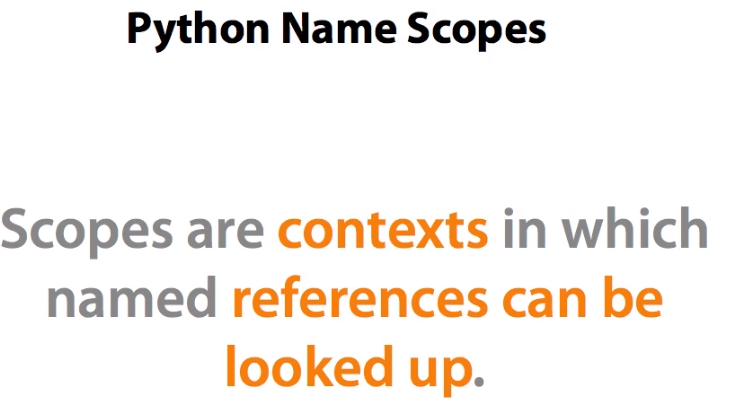 Python Name Scopes
Scopes are contexts in which
named references can be
looked up.